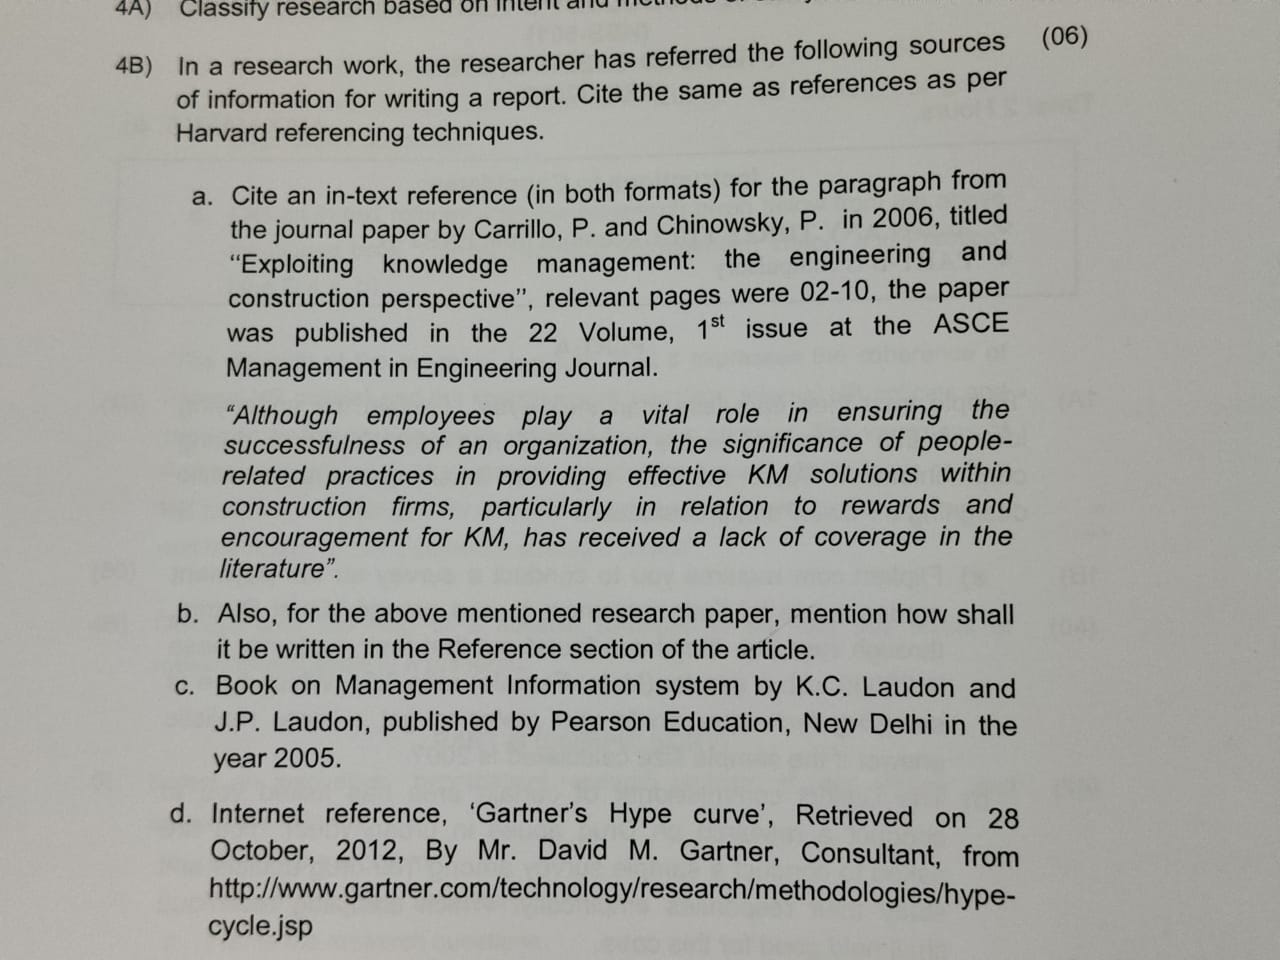 4A) Classify research based on intent and
4B) In a research work, the researcher has referred the following sources (06)
of information for writing a report. Cite the same as references as per
Harvard referencing techniques.
a. Cite an in-text reference (in both formats) for the paragraph from
the journal paper by Carrillo, P. and Chinowsky, P. in 2006, titled
“Exploiting knowledge management: the engineering and
construction perspective”, relevant pages were 02-10, the paper
was published in the 22 Volume, 1st issue at the ASCE
Management in Engineering Journal.
“Although employees play a vital role in ensuring the
successfulness of an organization, the significance of people-
related practices in providing effective KM solutions within
construction firms, particularly in relation to rewards and
encouragement for KM, has received a lack of coverage in the
literature”.
b. Also, for the above mentioned research paper, mention how shall
it be written in the Reference section of the article.
c. Book on Management Information system by K.C. Laudon and
J.P. Laudon, published by Pearson Education, New Delhi in the
year 2005.
d. Internet reference, ‘Gartner’s Hype curve’, Retrieved on 28
October, 2012, By Mr. David M. Gartner, Consultant, from
http://www.gartner.com/technology/research/methodologies/hype-
cycle.jsp